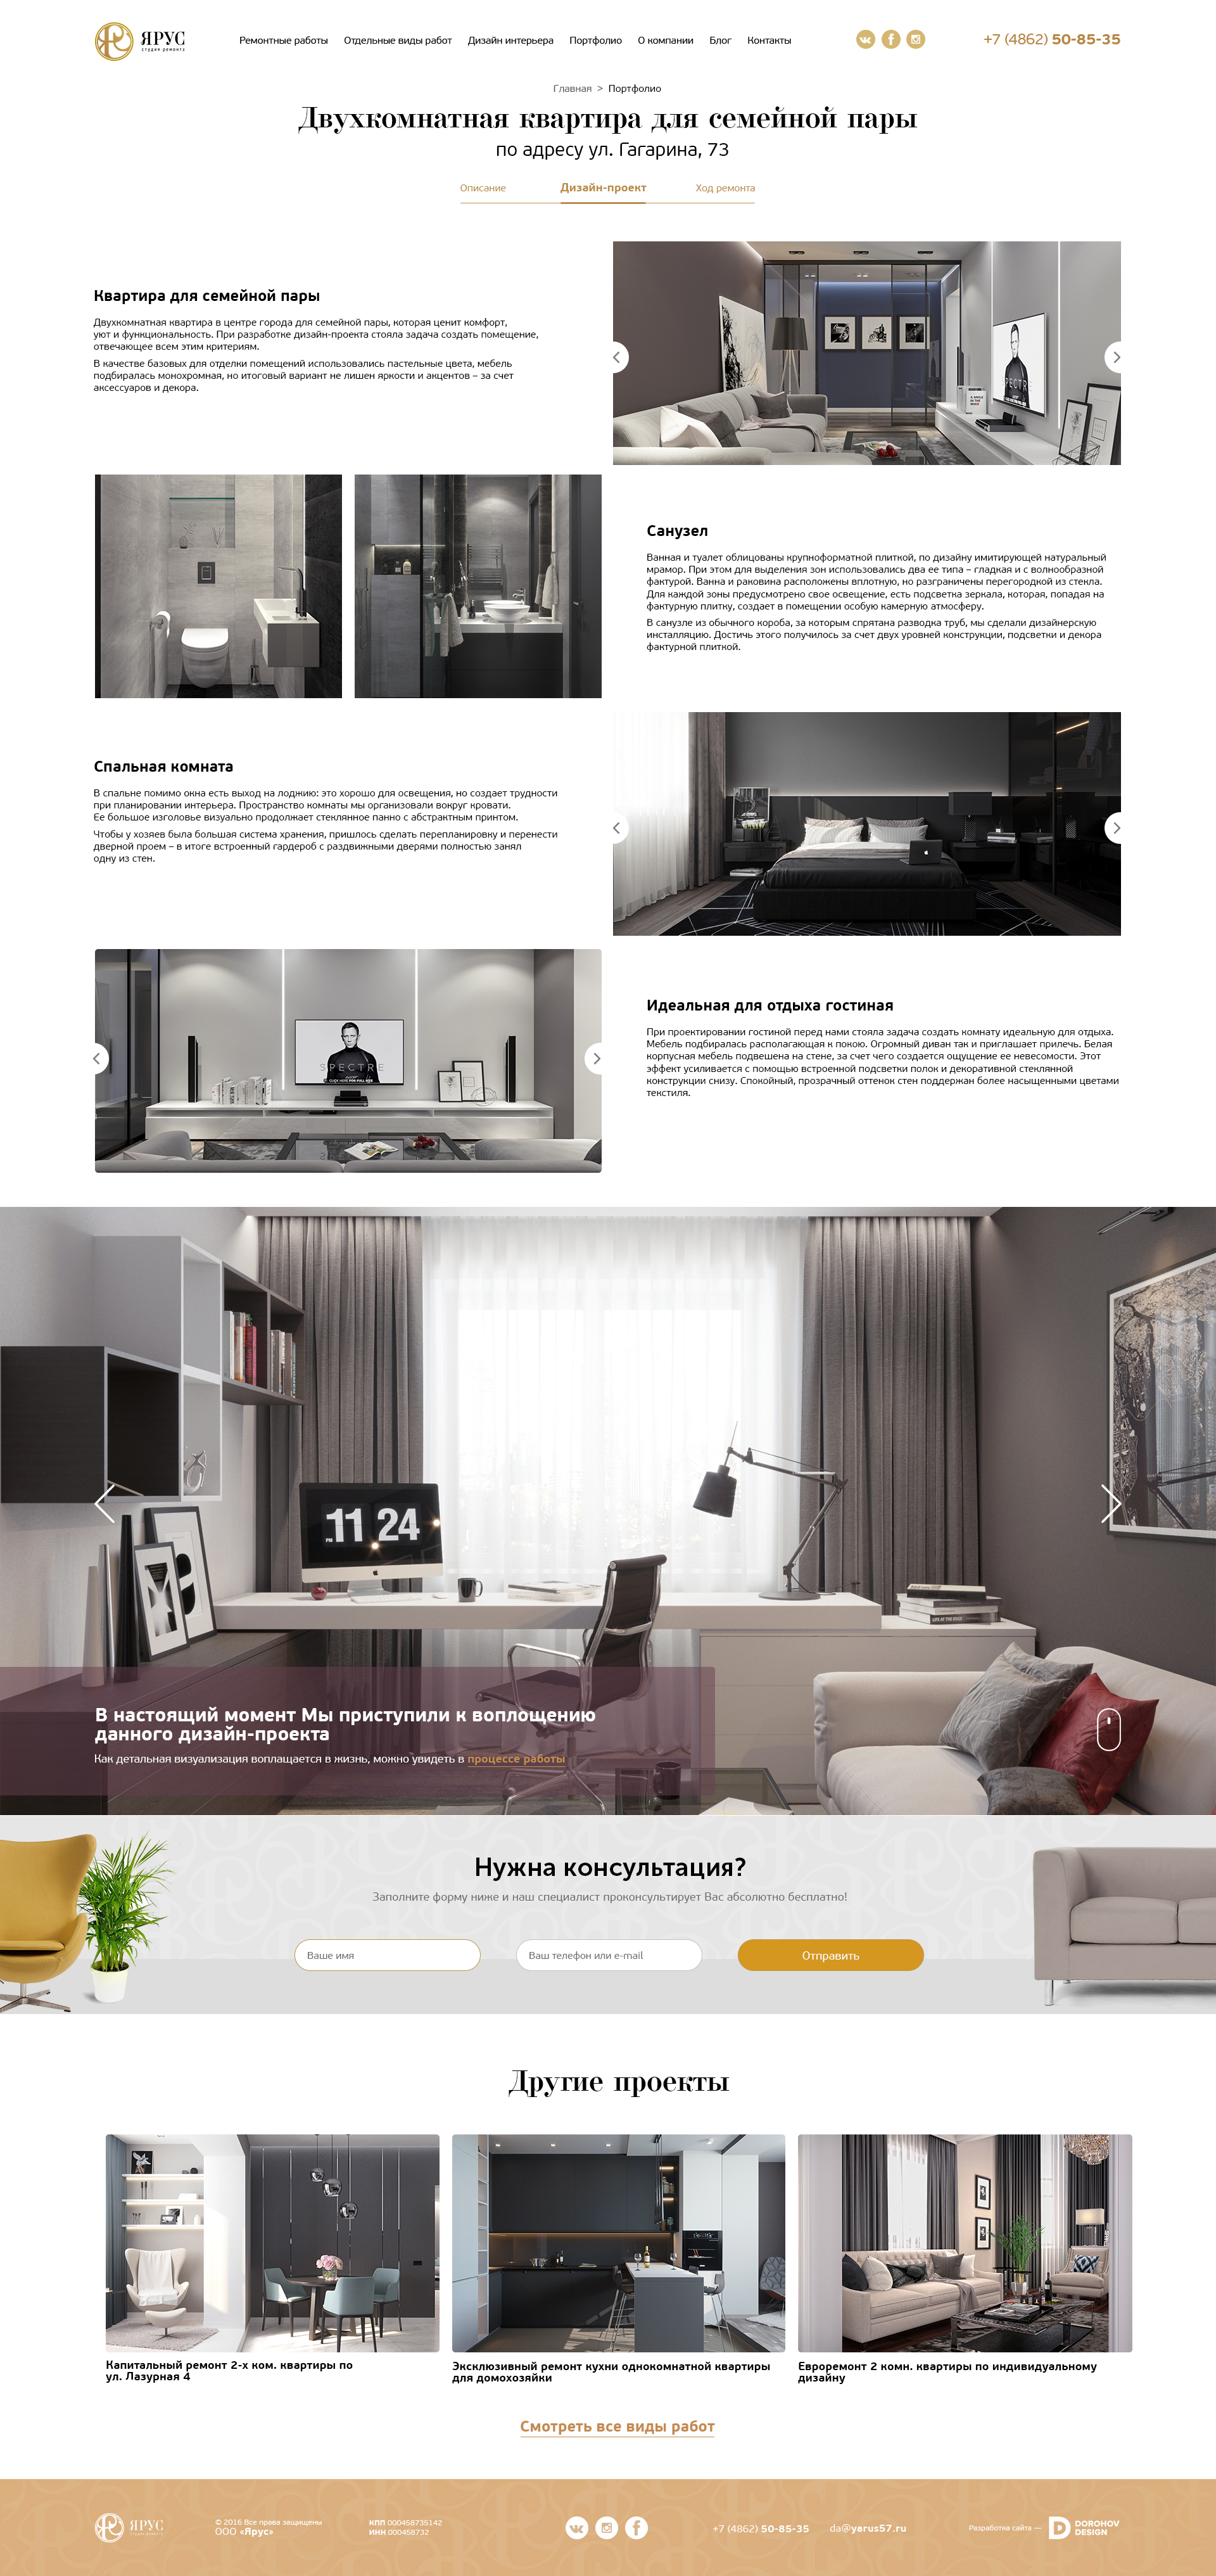 ЯРУС
студия ремонта
Ремонтные работы Отдельные виды работ Дизайн интерьера Портфолио О компании Блог Контакты
+7 (4862) 50-85-35
Главная > Портфолио
Двухкомнатная квартира для семейной пары
по адресу ул. Гагарина, 73
Описание Дизайн-проект Ход ремонта
Квартира для семейной пары
Двухкомнатная квартира в центре города для семейной пары, которая ценит комфорт,
уют и функциональность. При разработке дизайн-проекта стояла задача создать помещение,
отвечающее всем этим критериям.
В качестве базовых для отделки помещений использовались пастельные цвета, мебель
подбиралась монохромная, но итоговый вариант не лишен яркости и акцентов – за счет
аксессуаров и декора.
SPECTRE
Санузел
Ванная и туалет облицованы крупноформатной плиткой, по дизайну имитирующей натуральный
мрамор. При этом для выделения зон использовались два ее типа – гладкая и с волнообразной
фактурой. Ванна и раковина расположены вплотную, но разграничены перегородкой из стекла.
Для каждой зоны предусмотрено свое освещение, есть подсветка зеркала, которая, попадая на
фактурную плитку, создает в помещении особую камерную атмосферу.
В санузле из обычного короба, за которым спрятана разводка труб, мы сделали дизайнерскую
инсталляцию. Достичь этого получилось за счет двух уровней конструкции, подсветки и декора
фактурной плиткой.
Спальная комната
В спальне помимо окна есть выход на лоджию: это хорошо для освещения, но создает трудности
при планировании интерьера. Пространство комнаты мы организовали вокруг кровати.
Ее большое изголовье визуально продолжает стеклянное панно с абстрактным принтом.
Чтобы у хозяев была большая система хранения, пришлось сделать перепланировку и перенести
дверной проем – в итоге встроенный гардероб с раздвижными дверями полностью занял
одну из стен.
SPECTRE
CLICK HERE FOR FULL SIZE
Идеальная для отдыха гостиная
При проектировании гостиной перед нами стояла задача создать комнату идеальную для отдыха.
Мебель подбиралась располагающая к покою. Огромный диван так и приглашает прилечь. Белая
корпусная мебель подвешена на стене, за счет чего создается ощущение ее невесомости. Этот
эффект усиливается с помощью встроенной подсветки полок и декоративной стеклянной
конструкции снизу. Спокойный, прозрачный оттенок стен поддержан более насыщенными цветами
текстиля.
PM 11 24
В настоящий момент Мы приступили к воплощению
данного дизайн-проекта
Как детальная визуализация воплащается в жизнь, можно увидеть в процессе работы
Нужна консультация?
Заполните форму ниже и наш специалист проконсультирует Вас абсолютно бесплатно!
Ваше имя Ваш телефон или e-mail Отправить
Другие проекты
Капитальный ремонт 2-х ком. квартиры по
ул. Лазурная 4
Эксклюзивный ремонт кухни однокомнатной квартиры
для домохозяйки
Евроремонт 2 комн. квартиры по индивидуальному
дизайну
Смотреть все виды работ
ЯРУС
студия ремонта
© 2016 Все права защищены
ООО «Ярус»
КПП 000458735142
ИНН 000458732
+7 (4862) 50-85-35
da@yarus57.ru
Разработка сайта —
DOROHOV
DESIGN